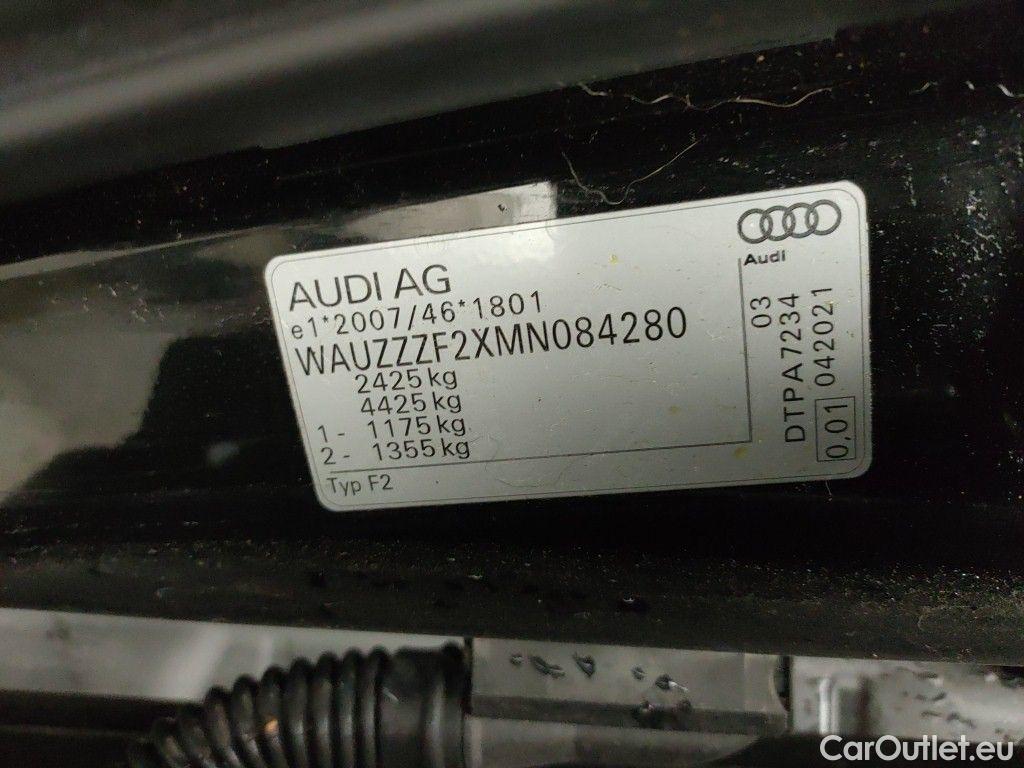 AUDI AG
e1*2007/46*1801
WAUZZZF2XMN084280
2425 kg
4425 kg
1 - 1175 kg
2 - 1355 kg
Typ F2
Audi
03
DTPA7234
0,01 042021
CarOutlet.eu